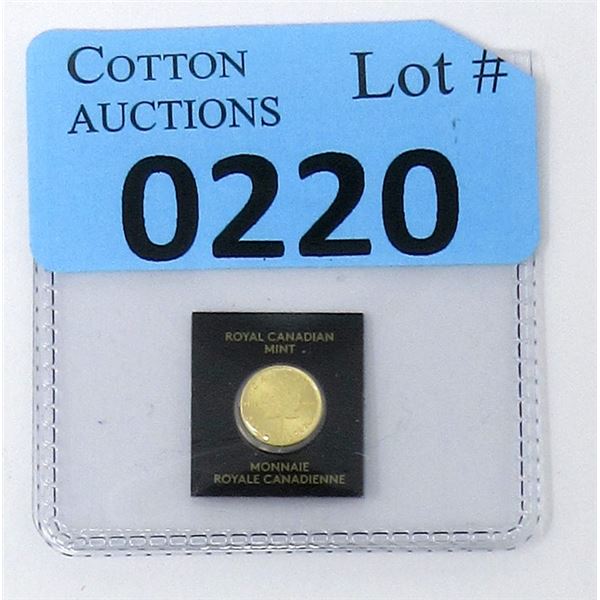 COTTON
AUCTIONS
Lot #
0220
ROYAL CANADIAN
MINT
MONNAIE
ROYALE CANADIENNE